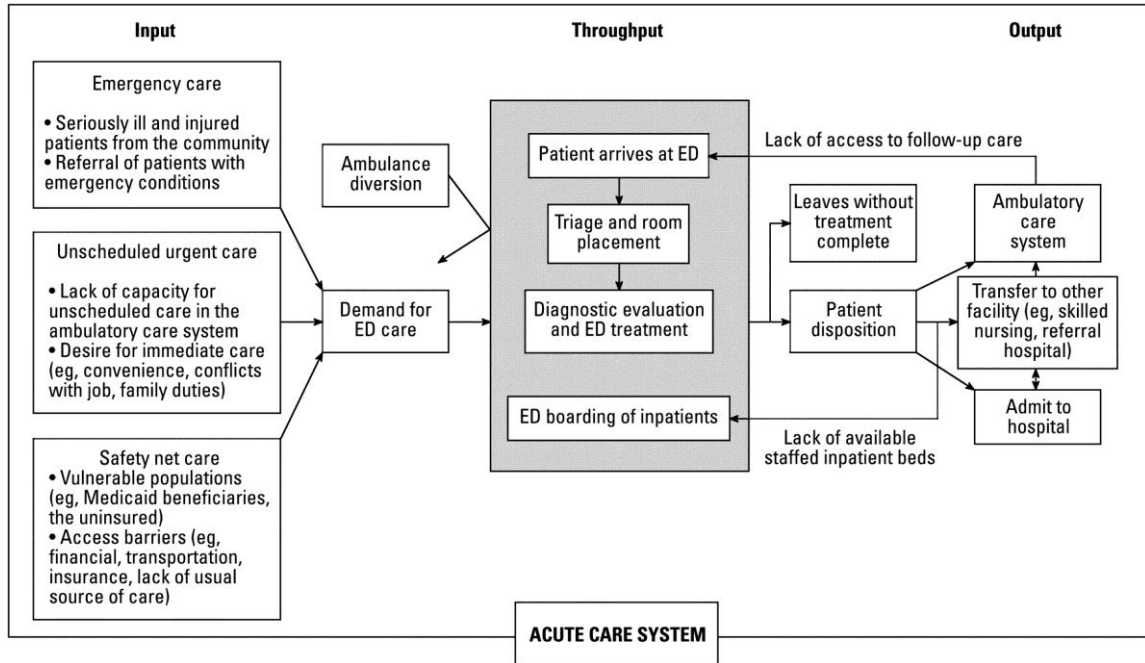 Input
Throughput
Output
Emergency care
• Seriously ill and injured
patients from the community
• Referral of patients with
emergency conditions
Unscheduled urgent care
• Lack of capacity for
unscheduled care in the
ambulatory care system
• Desire for immediate care
(eg, convenience, conflicts
with job, family duties)
Safety net care
• Vulnerable populations
(eg, Medicaid beneficiaries,
the uninsured)
• Access barriers (eg,
financial, transportation,
insurance, lack of usual
source of care)
Ambulance
diversion
Demand for
ED care
Patient arrives at ED
Triage and room
placement
Diagnostic evaluation
and ED treatment
ED boarding of inpatients
Lack of access to follow-up care
Leaves without
treatment
complete
Patient
disposition
Lack of available
staffed inpatient beds
Ambulatory
care
system
Transfer to other
facility (eg, skilled
nursing, referral
hospital)
Admit to
hospital
ACUTE CARE SYSTEM